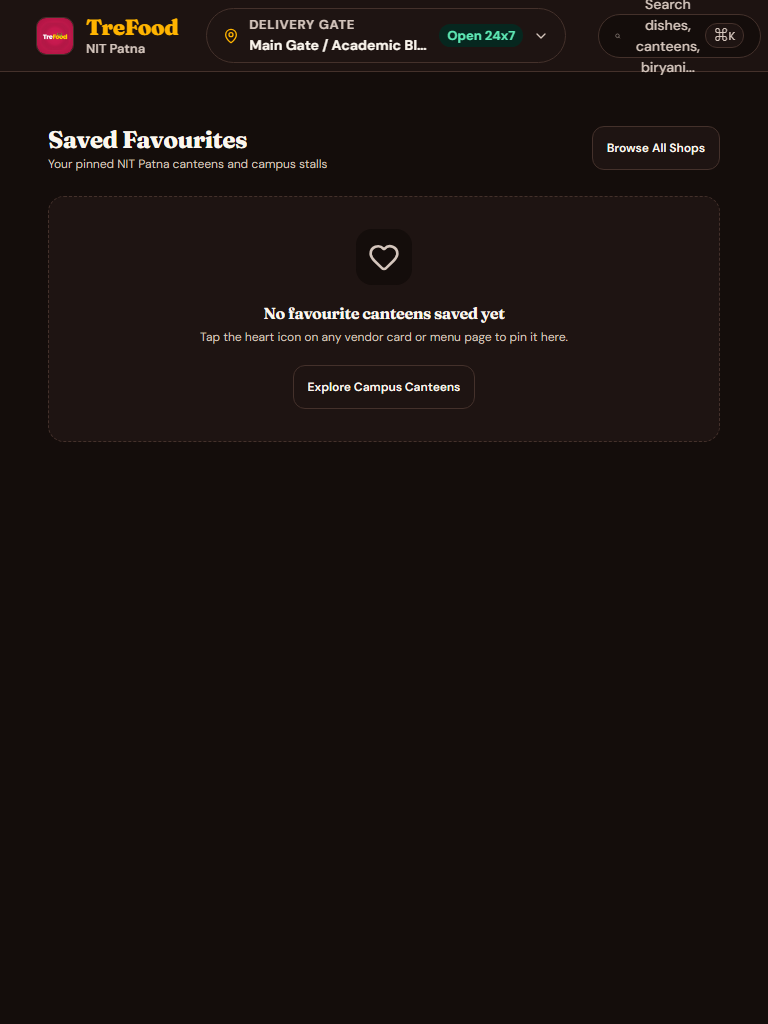 TreFood
TreFood
NIT Patna
DELIVERY GATE
Main Gate / Academic Bl...
Open 24x7
Search
dishes,
canteens,
biryani...
⌘K
Saved Favourites
Your pinned NIT Patna canteens and campus stalls
Browse All Shops
No favourite canteens saved yet
Tap the heart icon on any vendor card or menu page to pin it here.
Explore Campus Canteens